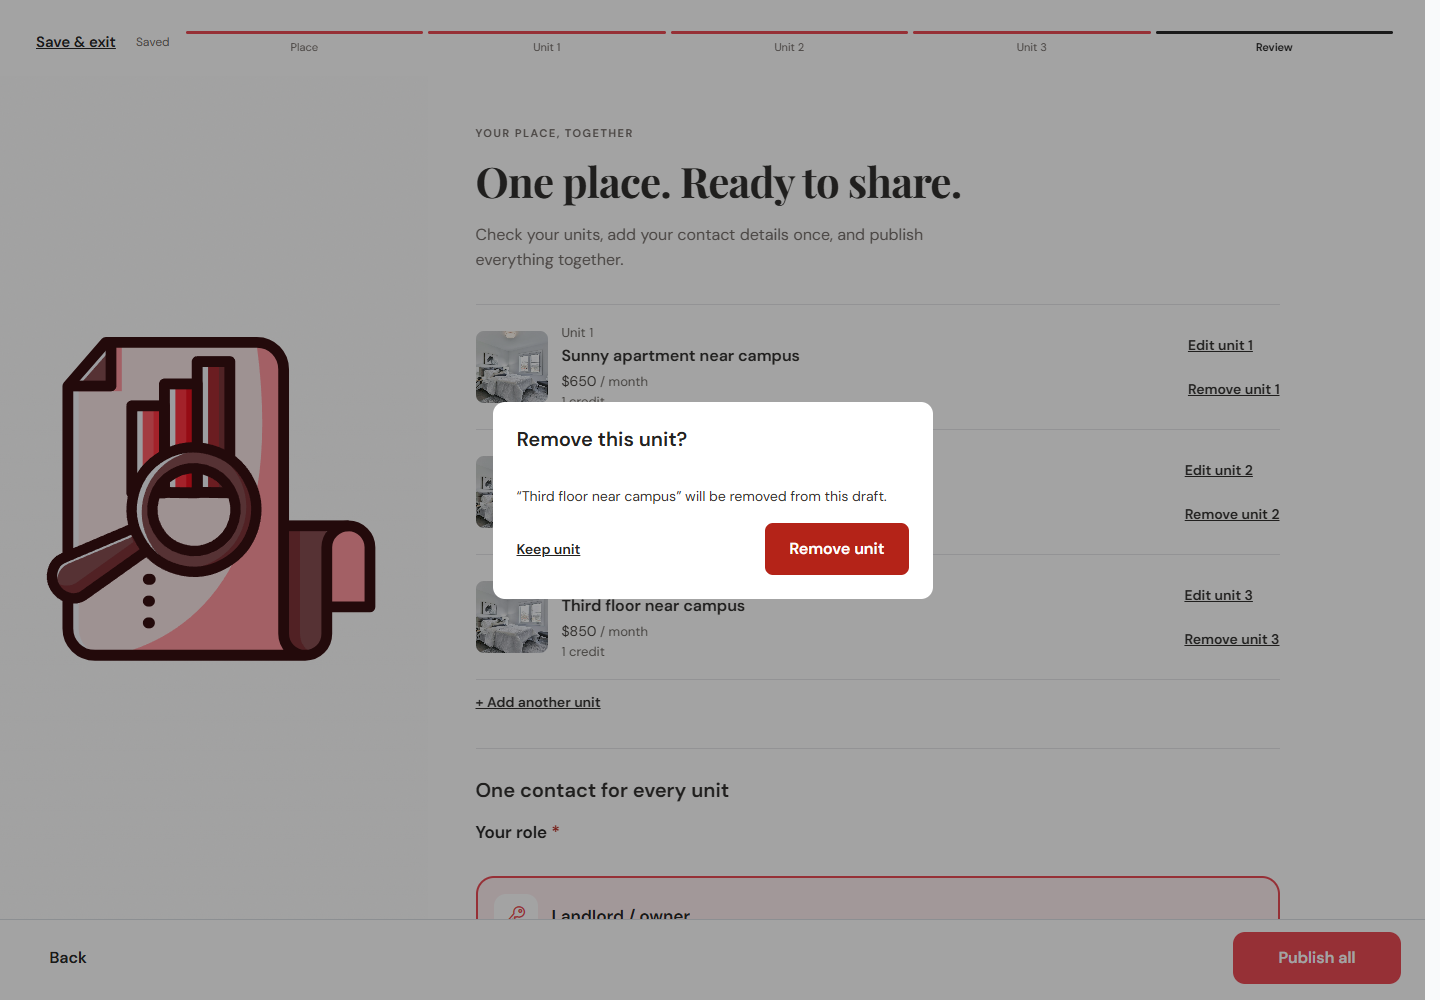 Save & exit
Saved
Place
Unit 1
Unit 2
Unit 3
Review
YOUR PLACE, TOGETHER
One place. Ready to share.
Check your units, add your contact details once, and publish
everything together.
Unit 1
Sunny apartment near campus
$650 / month
1 credit
Edit unit 1
Remove unit 1
Remove this unit?
“Third floor near campus” will be removed from this draft.
Keep unit
Remove unit
Edit unit 2
Remove unit 2
Third floor near campus
$850 / month
1 credit
Edit unit 3
Remove unit 3
+ Add another unit
One contact for every unit
Your role *
Landlord / owner
Back
Publish all